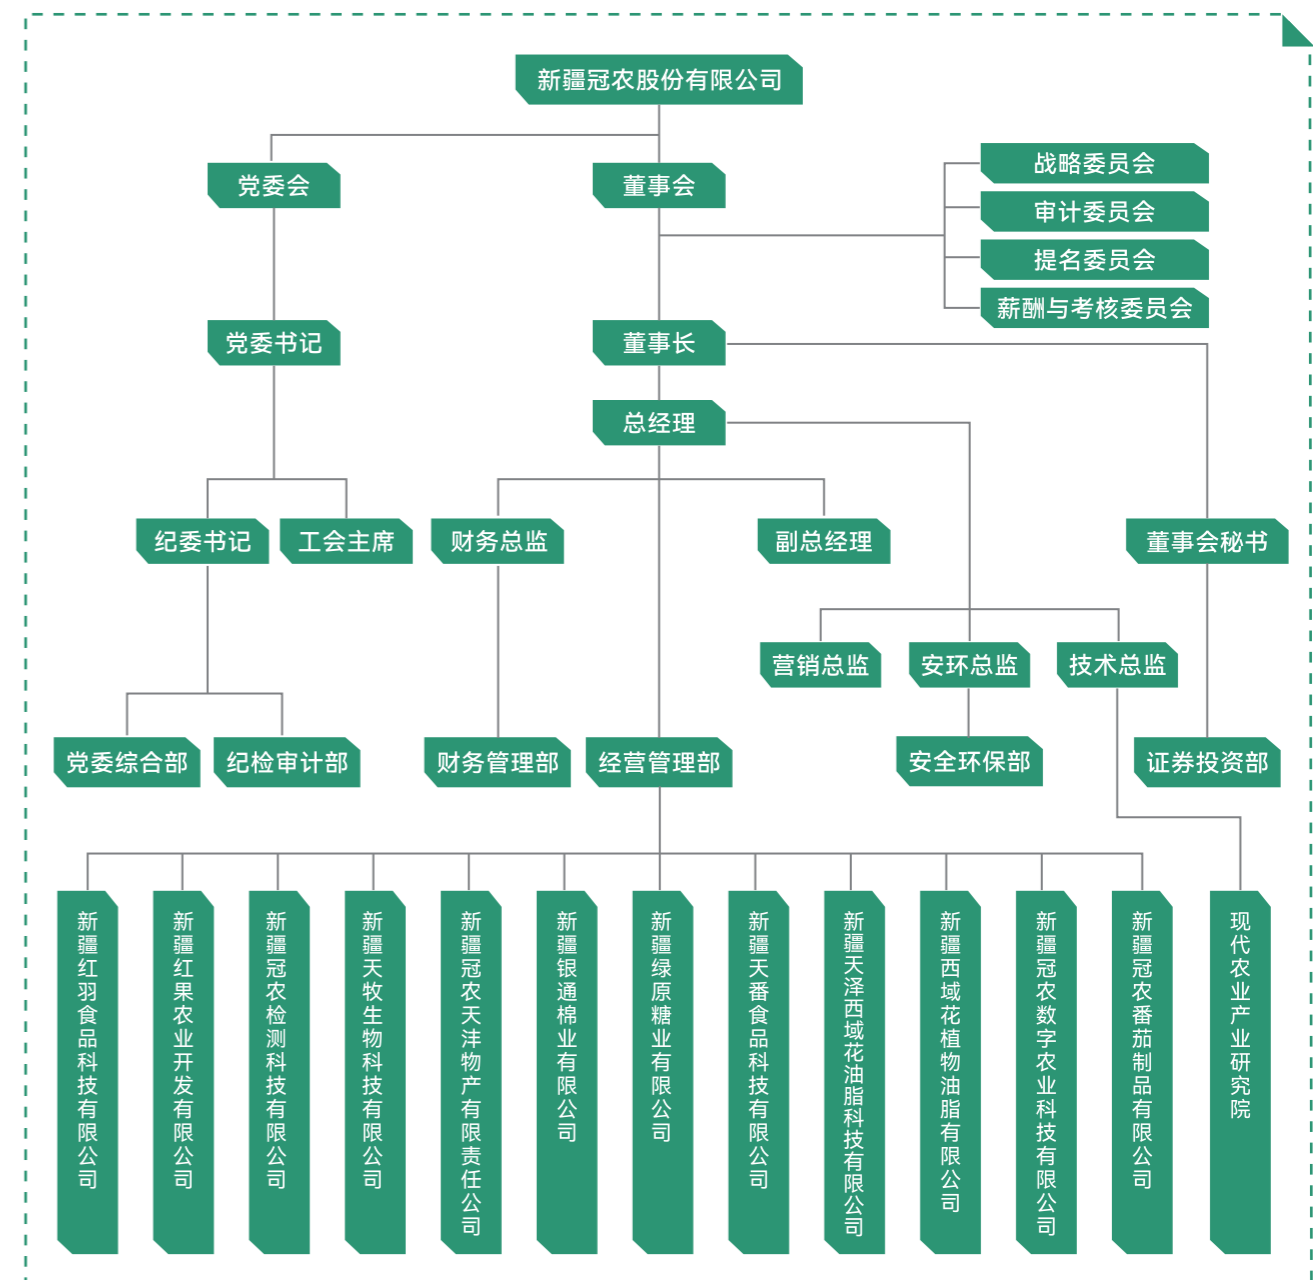 新疆冠农股份有限公司
党委会
董事会
战略委员会
审计委员会
提名委员会
薪酬与考核委员会
党委书记
董事长
总经理
纪委书记
工会主席
财务总监
副总经理
董事会秘书
营销总监
安环总监
技术总监
党委综合部
纪检审计部
财务管理部
经营管理部
安全环保部
证券投资部
新疆红羽食品科技有限公司
新疆红果农业开发有限公司
新疆冠农检测科技有限公司
新疆天牧生物科技有限公司
新疆冠农天沣物产有限责任公司
新疆银通棉业有限公司
新疆绿原糖业有限公司
新疆天番食品科技有限公司
新疆天泽西域花油脂科技有限公司
新疆西域花植物油脂有限公司
新疆冠农数字农业科技有限公司
新疆冠农番茄制品有限公司
现代农业产业研究院